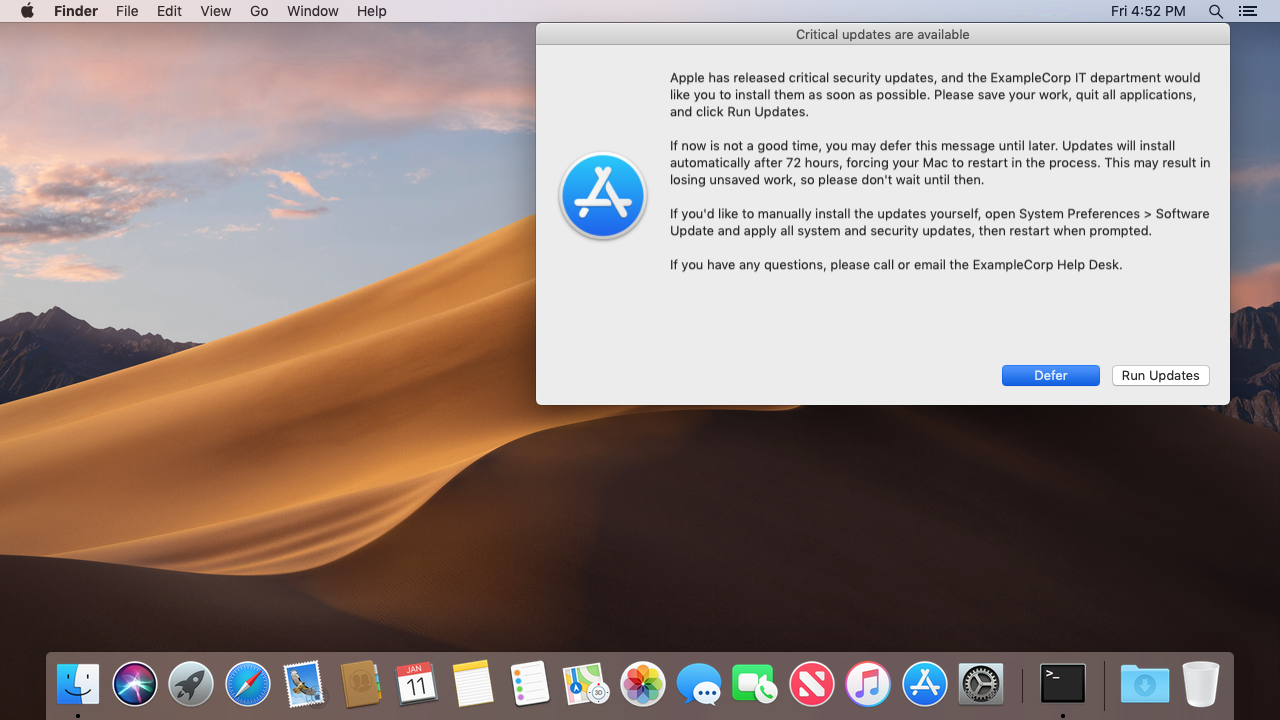 Finder File Edit View Go Window Help Fri 4:52 PM
Critical updates are available
Apple has released critical security updates, and the ExampleCorp IT department would
like you to install them as soon as possible. Please save your work, quit all applications,
and click Run Updates.
If now is not a good time, you may defer this message until later. Updates will install
automatically after 72 hours, forcing your Mac to restart in the process. This may result in
losing unsaved work, so please don't wait until then.
If you'd like to manually install the updates yourself, open System Preferences > Software
Update and apply all system and security updates, then restart when prompted.
If you have any questions, please call or email the ExampleCorp Help Desk.
Defer Run Updates
JAN
11
3D
>_